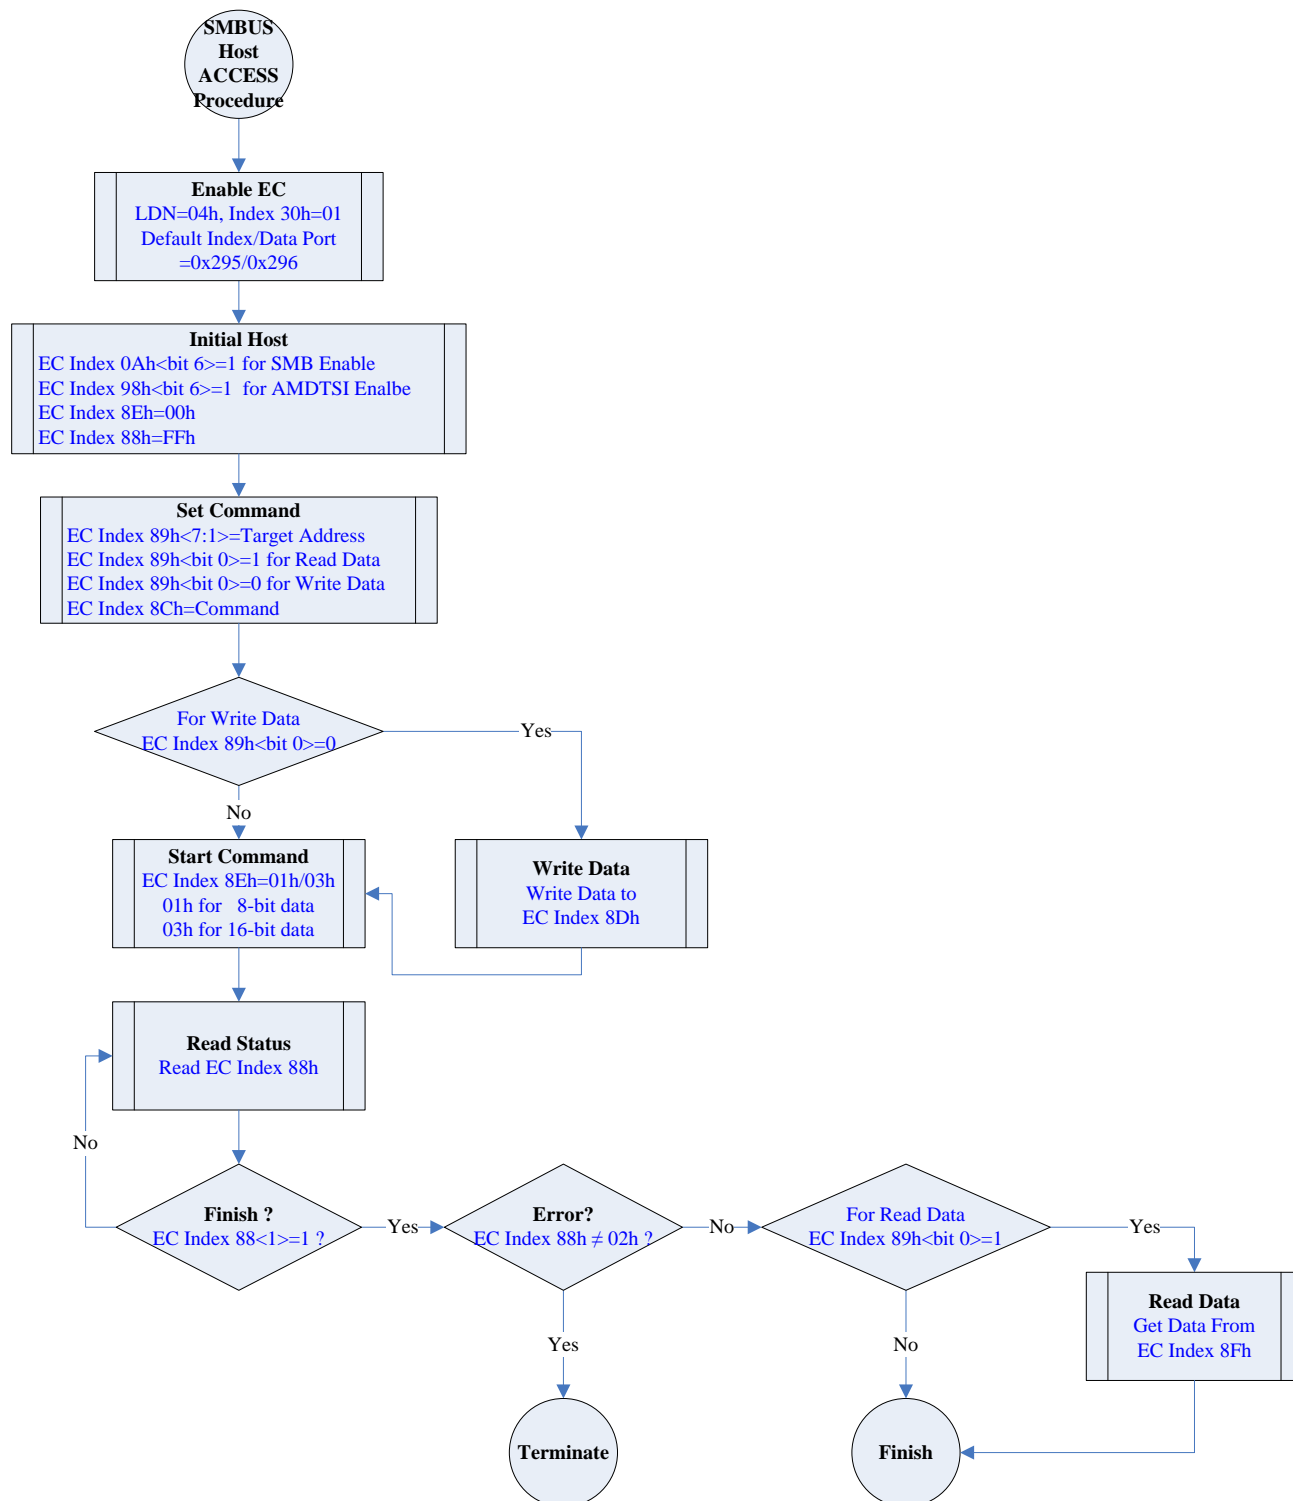 SMBUS
Host
ACCESS
Procedure
Enable EC
LDN=04h, Index 30h=01
Default Index/Data Port
=0x295/0x296
Initial Host
EC Index 0Ah<bit 6>=1 for SMB Enable
EC Index 98h<bit 6>=1  for AMDTSI Enalbe
EC Index 8Eh=00h
EC Index 88h=FFh
Set Command
EC Index 89h<7:1>=Target Address
EC Index 89h<bit 0>=1 for Read Data
EC Index 89h<bit 0>=0 for Write Data
EC Index 8Ch=Command
For Write Data
EC Index 89h<bit 0>=0
Yes
No
Start Command
EC Index 8Eh=01h/03h
01h for   8-bit data
03h for 16-bit data
Write Data
Write Data to
EC Index 8Dh
Read Status
Read EC Index 88h
No
Finish ?
EC Index 88<1>=1 ?
Yes
Error?
EC Index 88h ≠ 02h ?
No
For Read Data
EC Index 89h<bit 0>=1
Yes
Read Data
Get Data From
EC Index 8Fh
Yes
No
Terminate
Finish